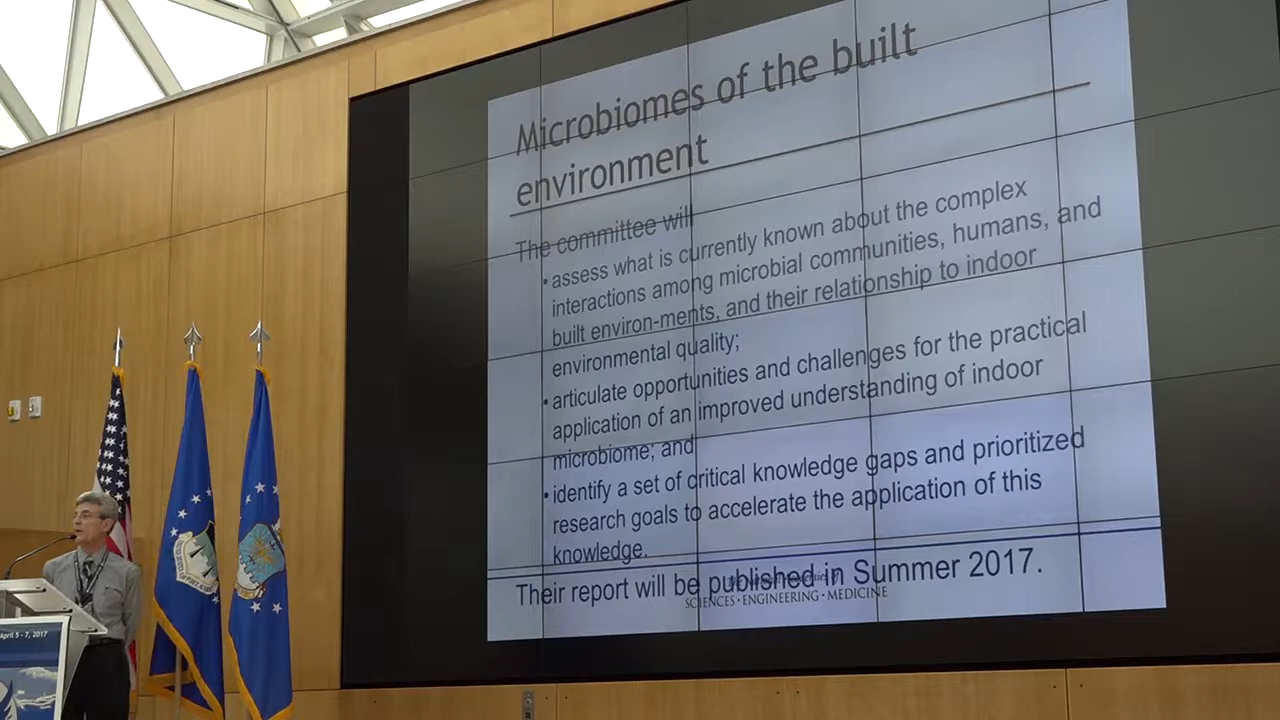 Microbiomes of the built
environment
The committee will
• assess what is currently known about the complex
interactions among microbial communities, humans, and
built environ-ments, and their relationship to indoor
environmental quality;
• articulate opportunities and challenges for the practical
application of an improved understanding of indoor
microbiome; and
• identify a set of critical knowledge gaps and prioritized
research goals to accelerate the application of this
knowledge.
Their report will be published in Summer 2017.
SCIENCES • ENGINEERING • MEDICINE
April 5 - 7, 2017